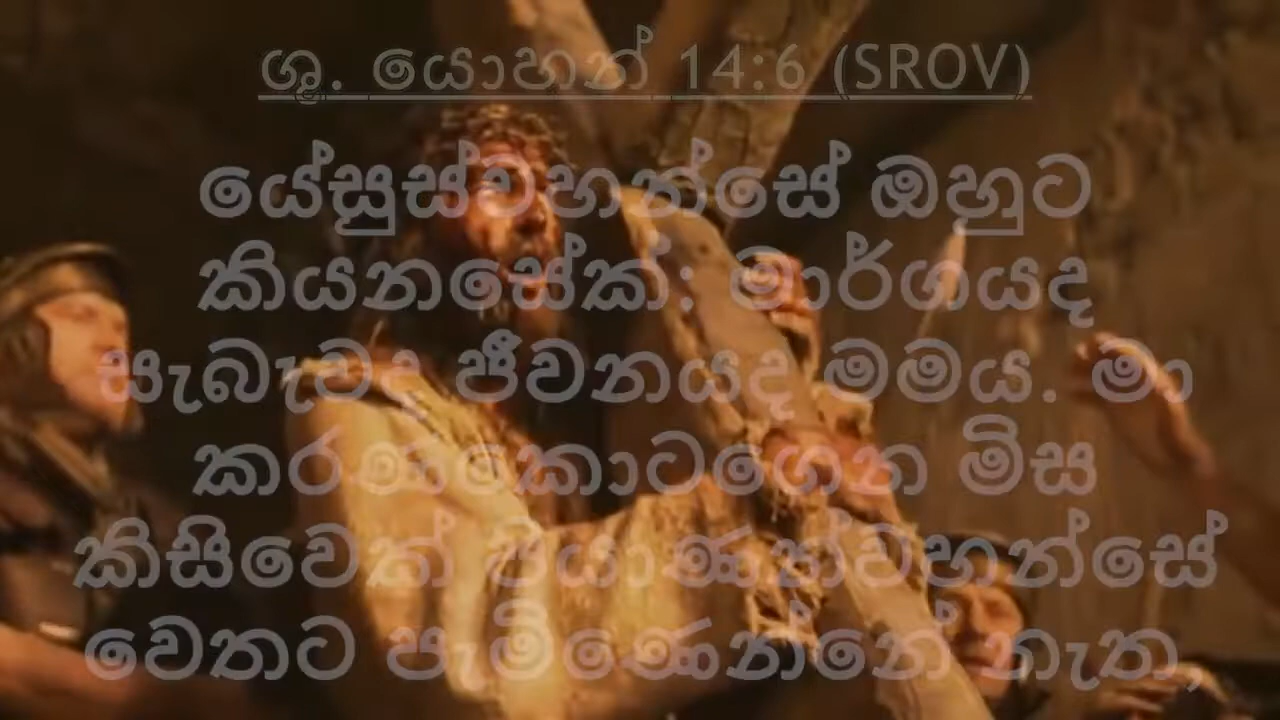 ශු. යොහන් 14:6 (SROV)
යේසුස්වහන්සේ ඔහුට
කියනසේක්: මාර්ගයද
සැබෑවද ජීවනයද මමය. මා
කරණකොටගෙන මිස
කිසිවෙක් පියාණන්වහන්සේ
වෙතට පැමිණෙන්නේ නැත,